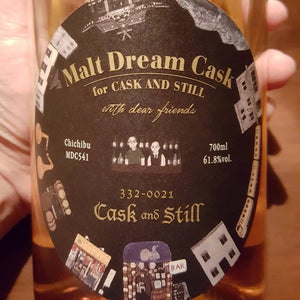 Malt Dream Cask
for CASK AND STILL
with dear friends
Chichibu
MDC541
700ml
61.8%vol.
332-0021
Cask and Still
BAR